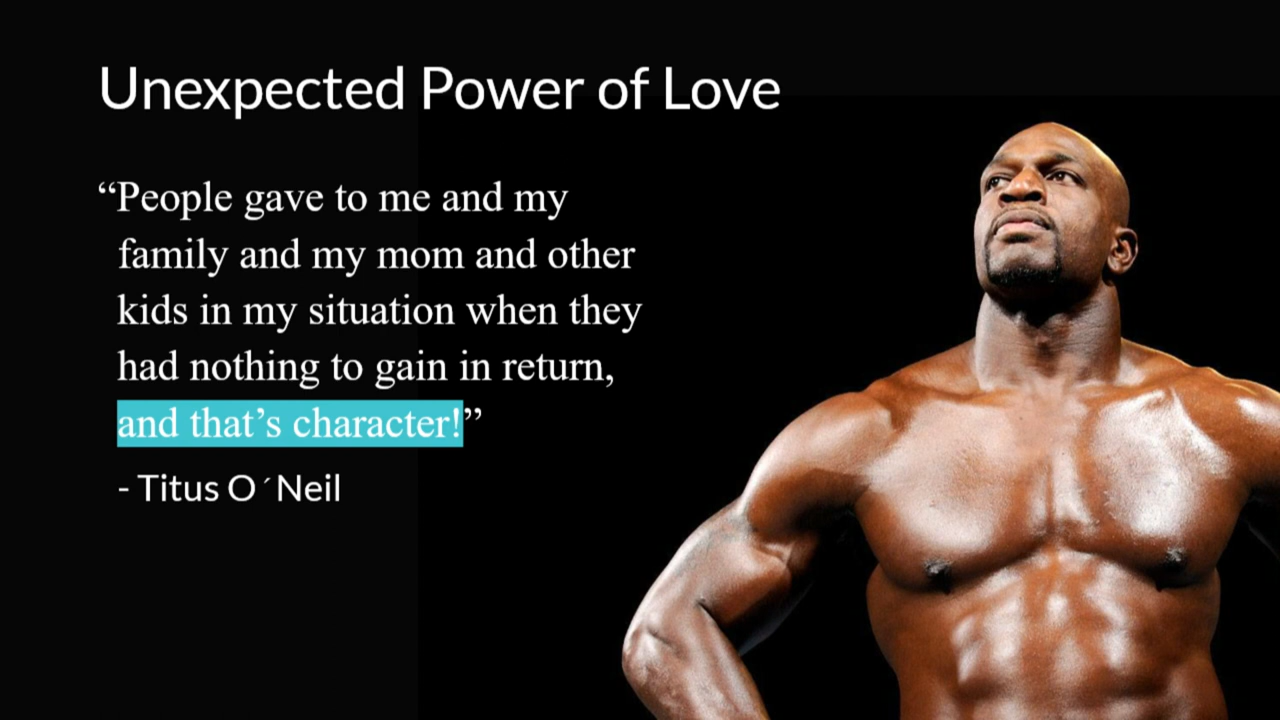 Unexpected Power of Love
“People gave to me and my
family and my mom and other
kids in my situation when they
had nothing to gain in return,
and that’s character!”
- Titus O´Neil